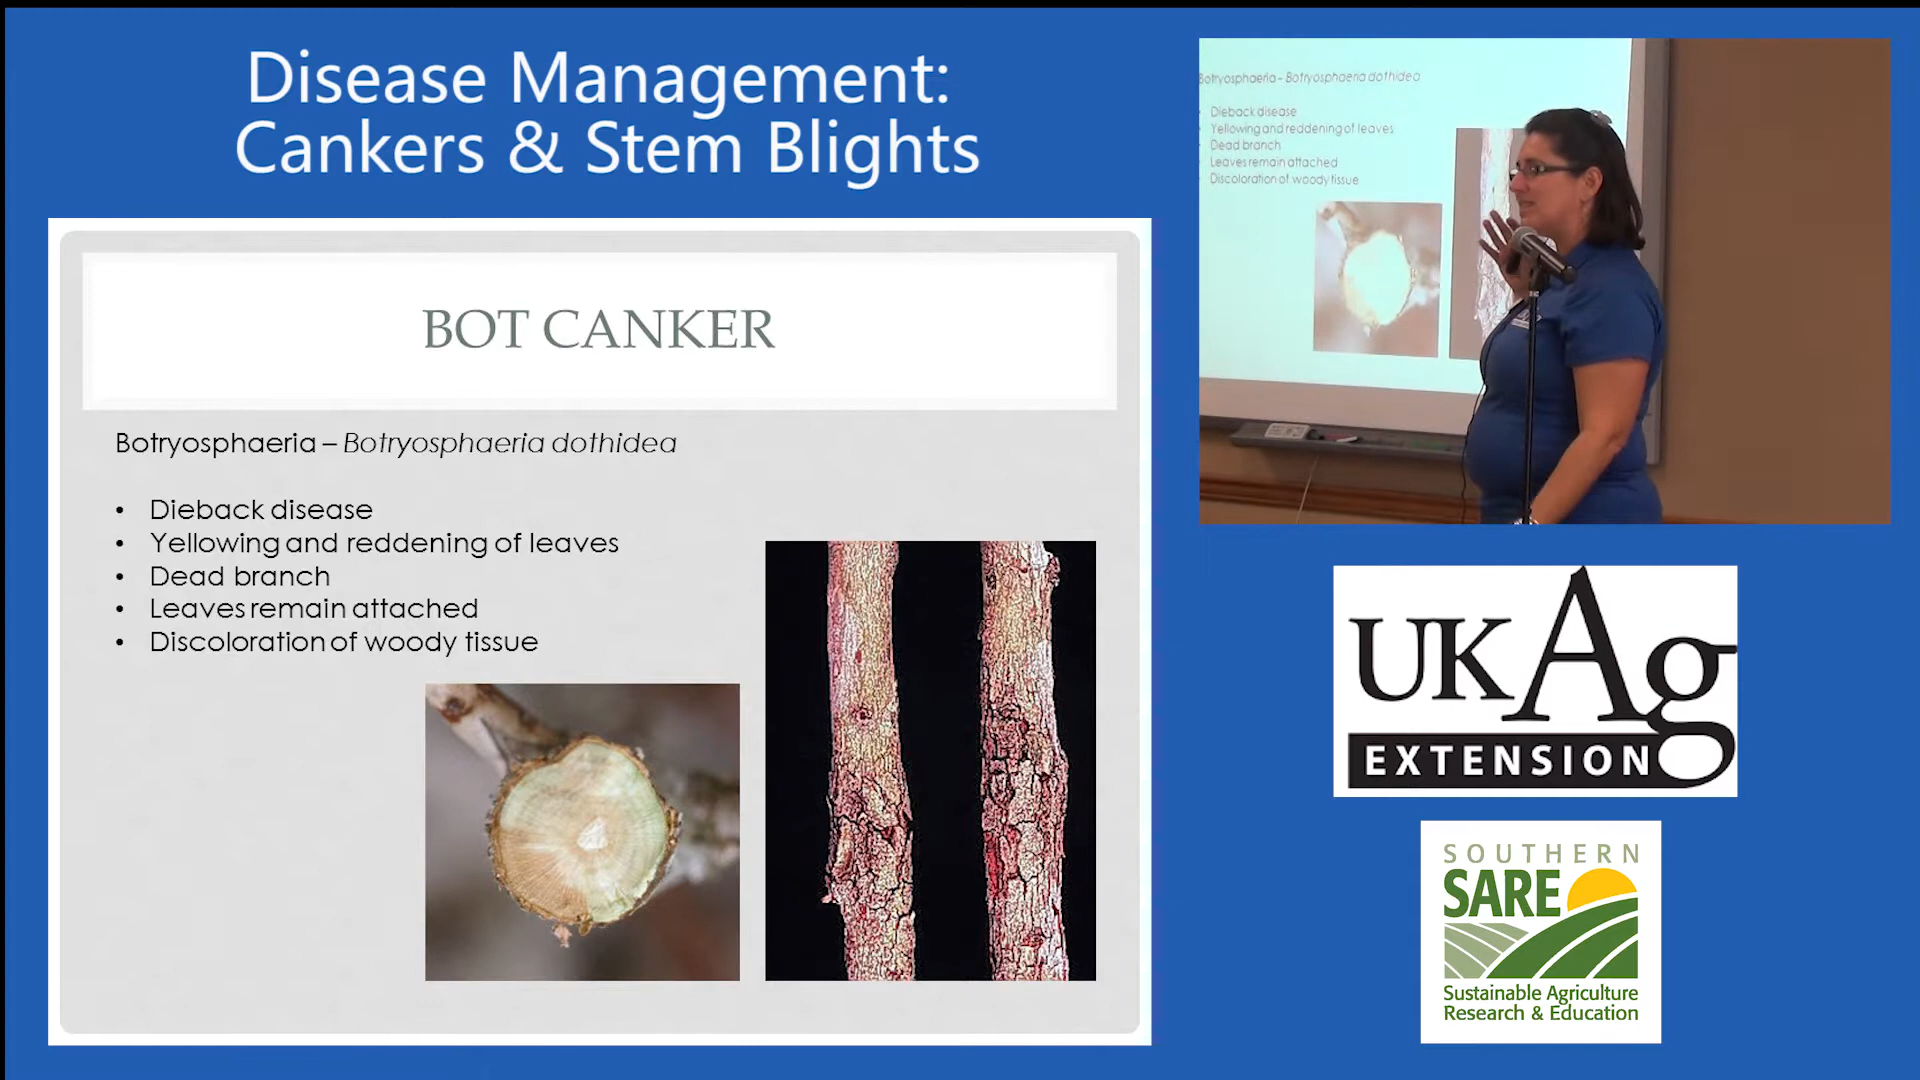 Disease Management:
Cankers & Stem Blights
BOT CANKER
Botryosphaeria – Botryosphaeria dothidea
• Dieback disease
• Yellowing and reddening of leaves
• Dead branch
• Leaves remain attached
• Discoloration of woody tissue
Botryosphaeria – Botryosphaeria dothidea
Dieback disease
Yellowing and reddening of leaves
Dead branch
Leaves remain attached
Discoloration of woody tissue
UKAg
EXTENSION
SOUTHERN
SARE
Sustainable Agriculture
Research & Education